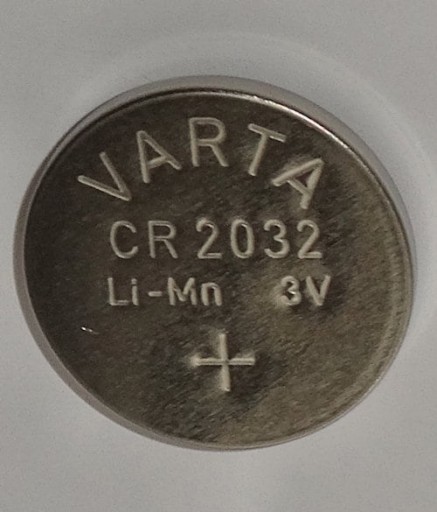 VARTA
CR 2032
Li-Mn 3V
+